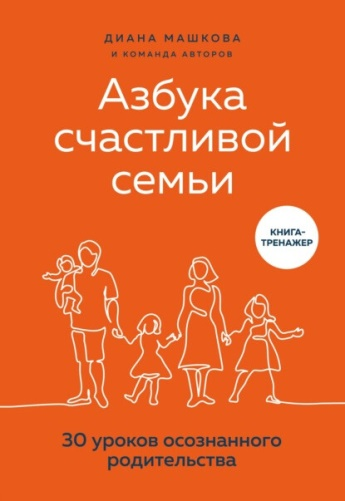 ДИАНА МАШКОВА
И КОМАНДА АВТОРОВ
Азбука
счастливой
семьи
КНИГА-
ТРЕНАЖЕР
30 уроков осознанного
родительства